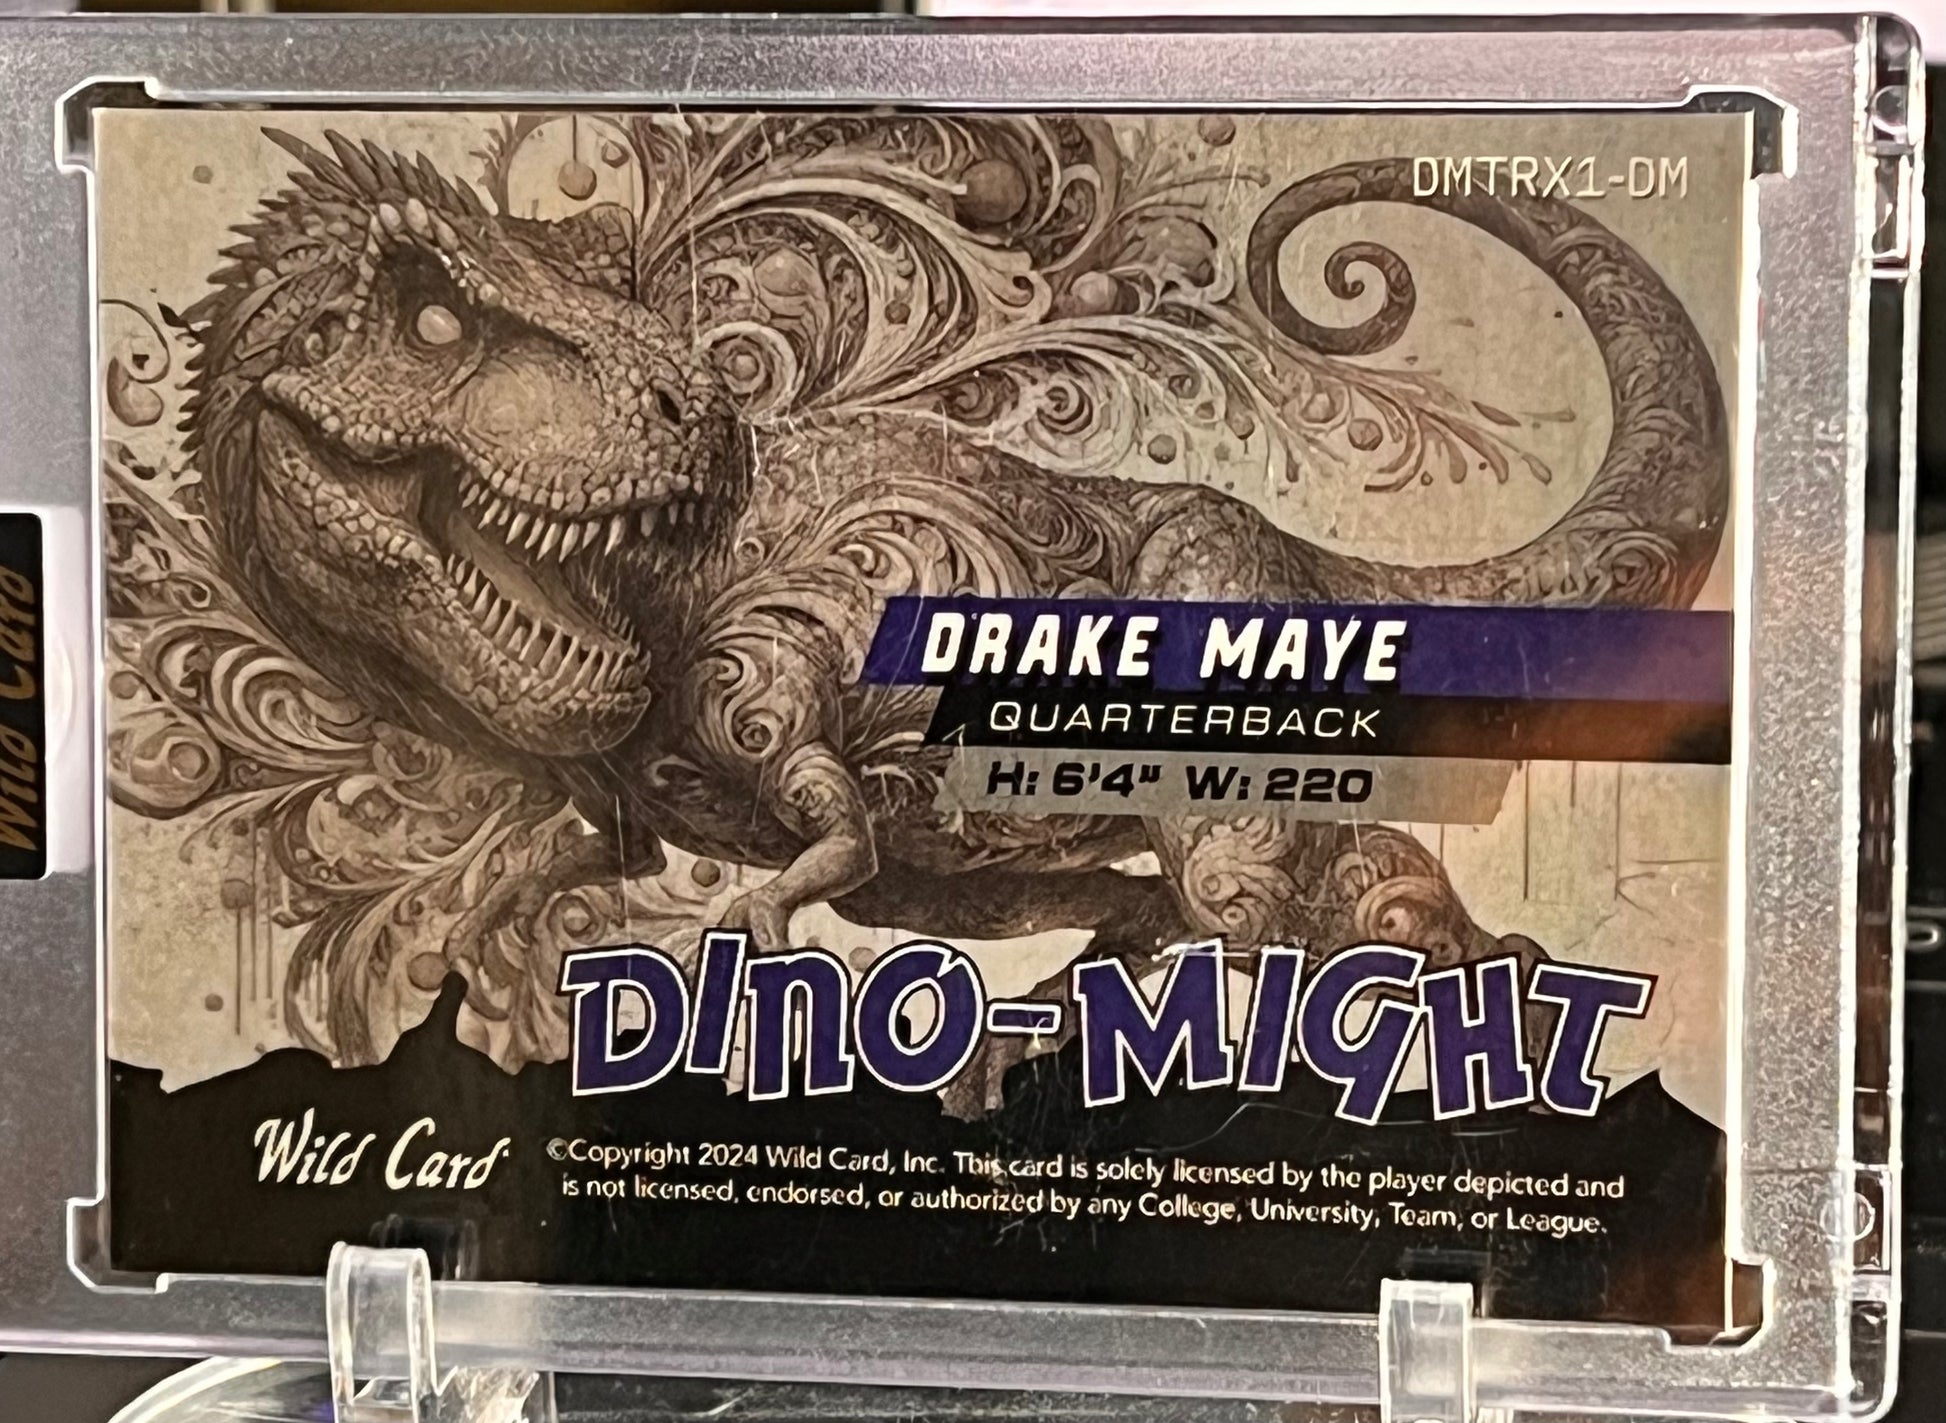 DMTRX1-DM
DRAKE MAYE
QUARTERBACK
H: 6'4" W: 220
DINO-MIGHT
Wild Card
©Copyright 2024 Wild Card, Inc. This card is solely licensed by the player depicted and
is not licensed, endorsed, or authorized by any College, University, Team, or League.
Wild Card